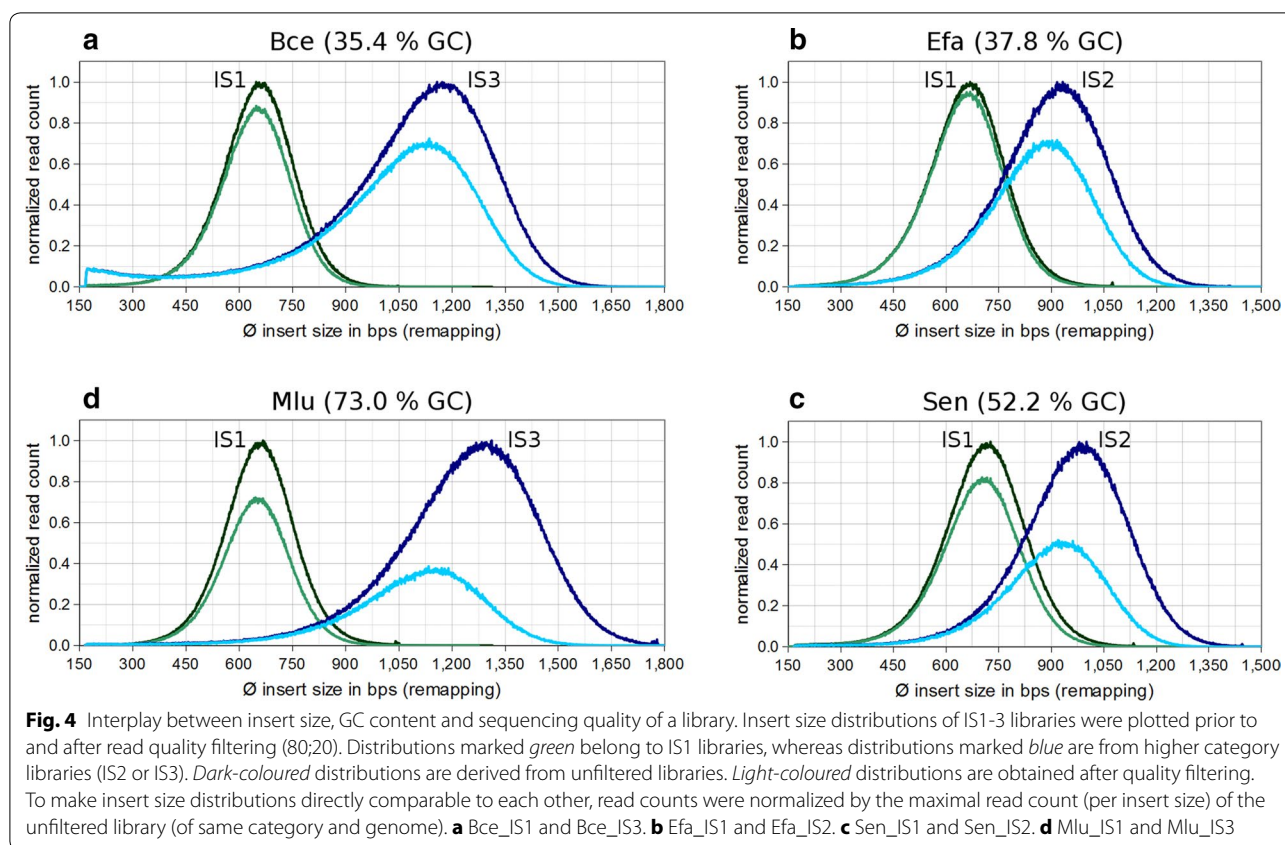 a
Bce (35.4 % GC)
IS1
IS3
normalized read count
1.0
0.8
0.6
0.4
0.2
0.0
150 300 450 600 750 900 1,050 1,200 1,350 1,500 1,650 1,800
Ø insert size in bps (remapping)
b
Efa (37.8 % GC)
IS1
IS2
normalized read count
1.0
0.8
0.6
0.4
0.2
0.0
150 300 450 600 750 900 1,050 1,200 1,350 1,500
Ø insert size in bps (remapping)
d
Mlu (73.0 % GC)
IS1
IS3
normalized read count
1.0
0.8
0.6
0.4
0.2
0.0
150 300 450 600 750 900 1,050 1,200 1,350 1,500 1,650 1,800
Ø insert size in bps (remapping)
c
Sen (52.2 % GC)
IS1
IS2
normalized read count
1.0
0.8
0.6
0.4
0.2
0.0
150 300 450 600 750 900 1,050 1,200 1,350 1,500
Ø insert size in bps (remapping)
Fig. 4 Interplay between insert size, GC content and sequencing quality of a library. Insert size distributions of IS1-3 libraries were plotted prior to
and after read quality filtering (80;20). Distributions marked green belong to IS1 libraries, whereas distributions marked blue are from higher category
libraries (IS2 or IS3). Dark-coloured distributions are derived from unfiltered libraries. Light-coloured distributions are obtained after quality filtering.
To make insert size distributions directly comparable to each other, read counts were normalized by the maximal read count (per insert size) of the
unfiltered library (of same category and genome). a Bce_IS1 and Bce_IS3. b Efa_IS1 and Efa_IS2. c Sen_IS1 and Sen_IS2. d Mlu_IS1 and Mlu_IS3